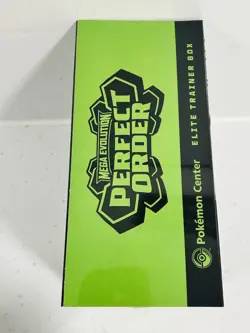 MEGA EVOLUTION
PERFECT
ORDER
Pokémon Center
ELITE TRAINER BOX